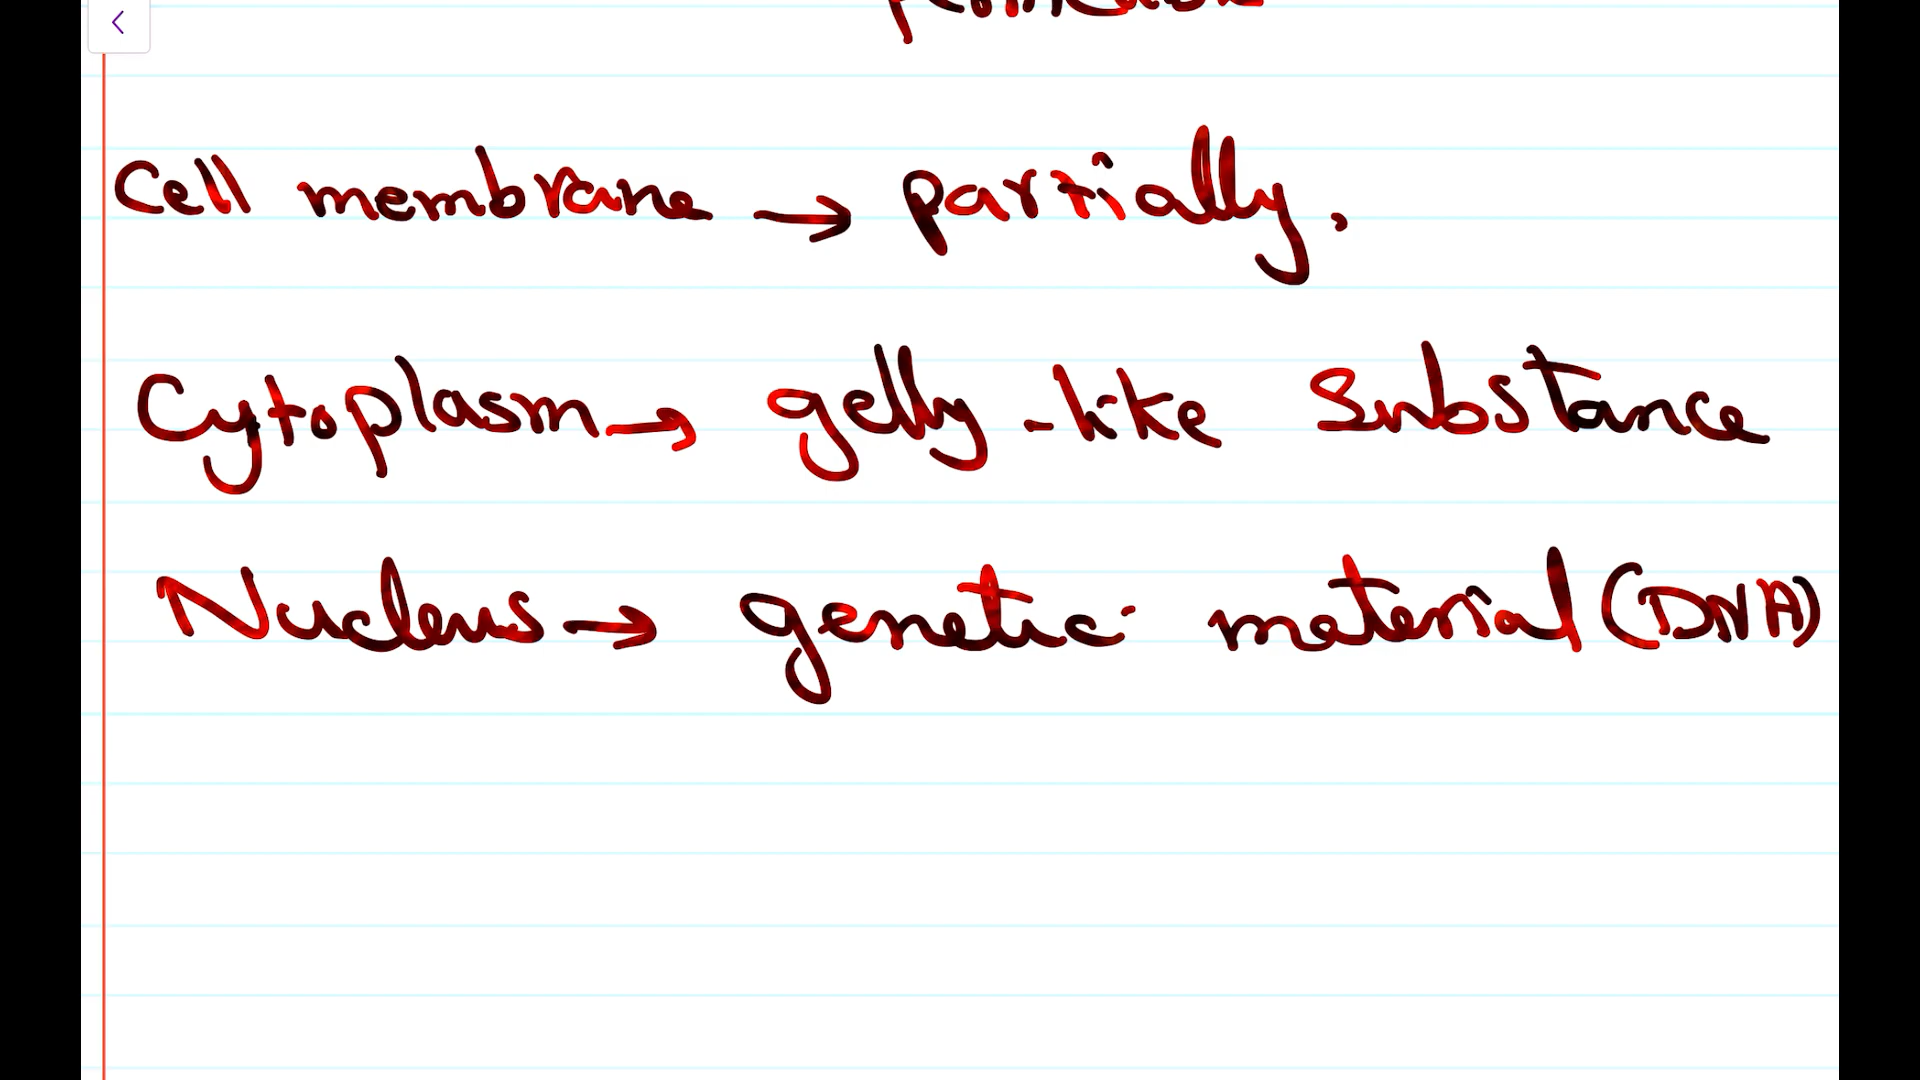 Cell membrane → partially.
Cytoplasm → gelly-like Substance
Nucleus → genetic material (DNA)